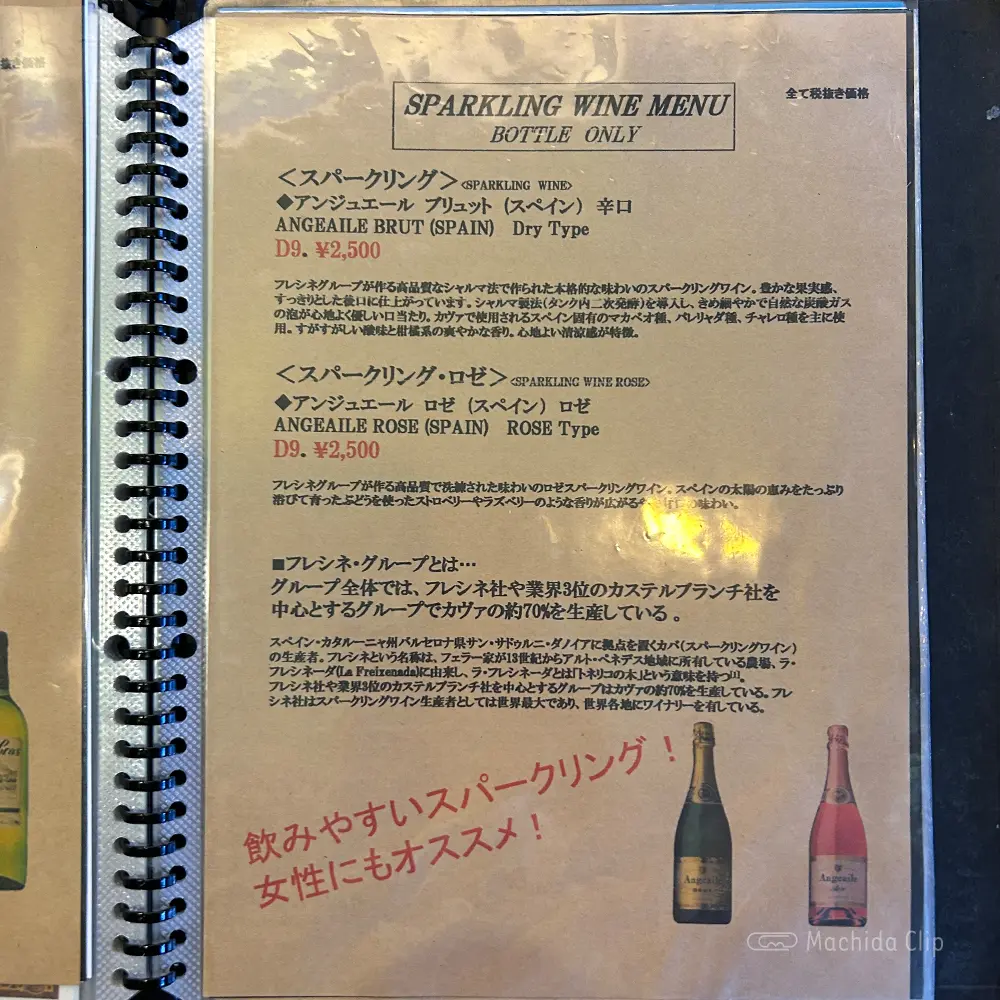 抜き価格
全て税抜き価格
SPARKLING WINE MENU
BOTTLE ONLY
＜スパークリング＞<SPARKLING WINE>
◆アンジュエール ブリュット（スペイン） 辛口
ANGEAILE BRUT (SPAIN) Dry Type
D9. ¥2,500
フレシネグループが作る高品質なシャルマ法で作られた本格的な味わいのスパークリングワイン。豊かな果実感、
すっきりとした後口に仕上がっています。シャルマ製法(タンク内二次発酵)を導入し、きめ細やかで自然な炭酸ガス
の泡が心地よく優しい口当たり。カヴァで使用されるスペイン固有のマカベオ種、パレリャダ種、チャレロ種を主に使
用。すがすがしい酸味と柑橘系の爽やかな香り。心地よい清涼感が特徴。
＜スパークリング・ロゼ＞<SPARKLING WINE ROSE>
◆アンジュエール ロゼ（スペイン）ロゼ
ANGEAILE ROSE (SPAIN) ROSE Type
D9. ¥2,500
フレシネグループが作る高品質で洗練された味わいのロゼスパークリングワイン。スペインの太陽の恵みをたっぷり
浴びて育ったぶどうを使ったストロベリーやラズベリーのような香りが広がる 味わい。
■フレシネ・グループとは…
グループ全体では、フレシネ社や業界3位のカステルブランチ社を
中心とするグループでカヴァの約70%を生産している 。
スペイン・カタルーニャ州バルセロナ県サン・サドゥルニ・ダノイアに拠点を置くカバ(スパークリングワイン)
の生産者。フレシネという名称は、フェラー家が13世紀からアルト・ペネデス地域に所有している農場、ラ・
フレシネーダ(La Freixenada)に由来し、ラ・フレシネーダとは「トネリコの木」という意味を持つ[1]。
フレシネ社や業界3位のカステルブランチ社を中心とするグループはカヴァの約70%を生産している。フレ
シネ社はスパークリングワイン生産者としては世界最大であり、世界各地にワイナリーを有している。
飲みやすいスパークリング！
女性にもオススメ！
Angeaile
Angeaile
Machida Clip